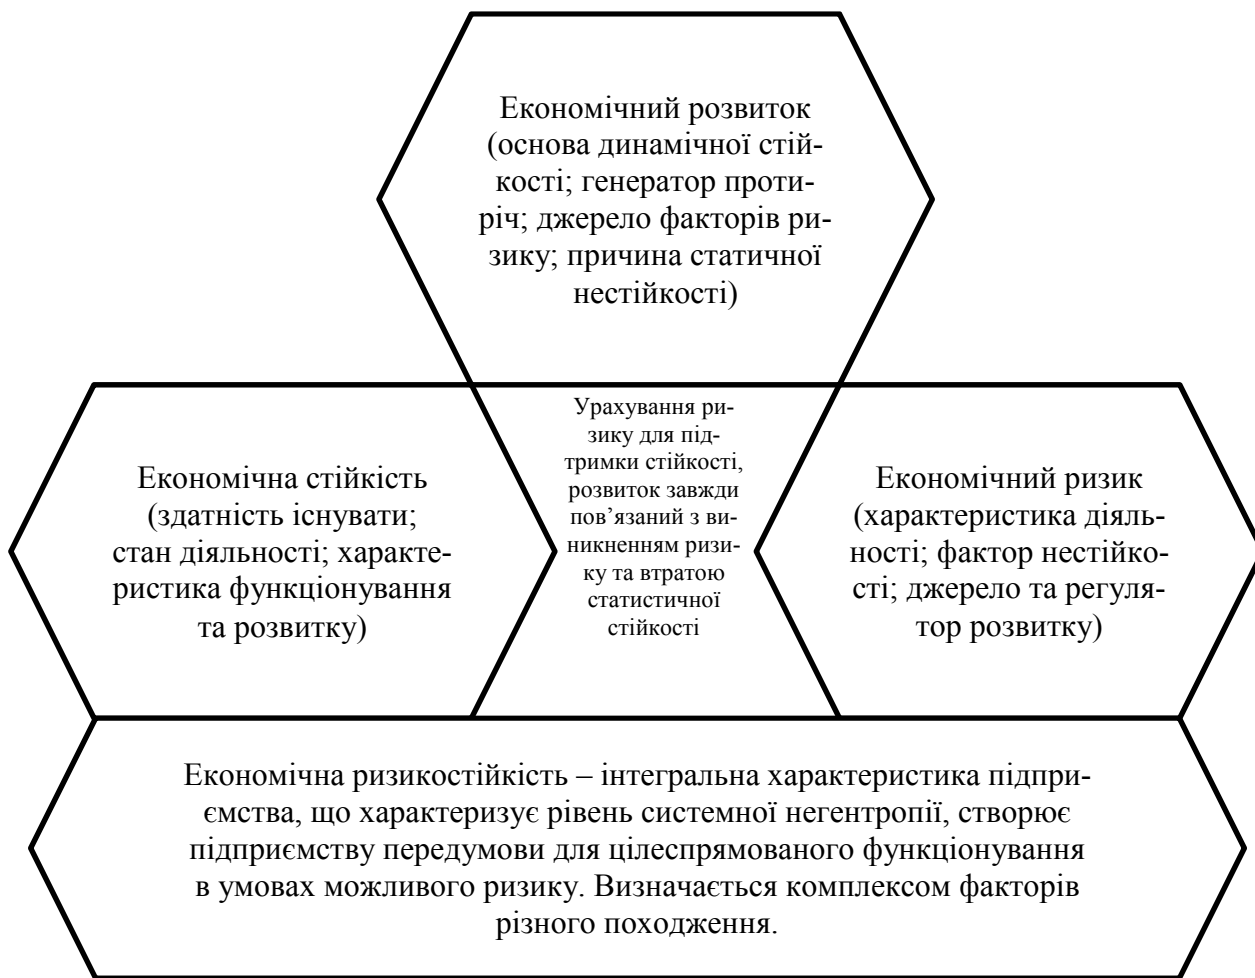 Економічний розвиток
(основа динамічної стій-
кості; генератор проти-
річ; джерело факторів ри-
зику; причина статичної
нестійкості)
Економічна стійкість
(здатність існувати;
стан діяльності; характе-
ристика функціонування
та розвитку)
Урахування ри-
зику для під-
тримки стійкості,
розвиток завжди
пов’язаний з ви-
никненням ризи-
ку та втратою
статистичної
стійкості
Економічний ризик
(характеристика діяль-
ності; фактор нестійко-
сті; джерело та регуля-
тор розвитку)
Економічна ризикостійкість – інтегральна характеристика підпри-
ємства, що характеризує рівень системної негентропії, створює
підприємству передумови для цілеспрямованого функціонування
в умовах можливого ризику. Визначається комплексом факторів
різного походження.